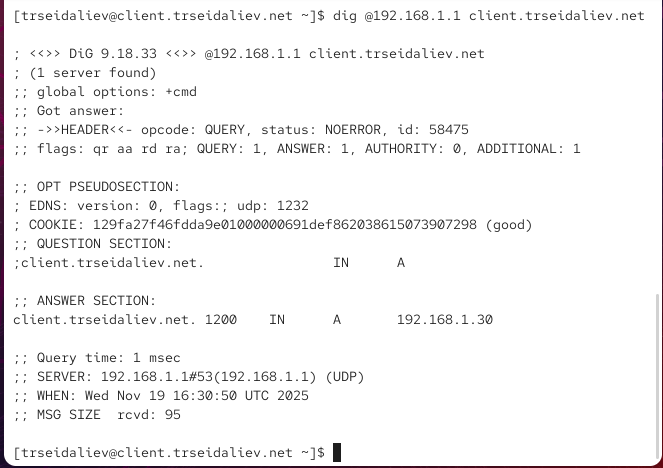 [trseidaliev@client.trseidaliev.net ~]$ dig @192.168.1.1 client.trseidaliev.net
; <<>> DiG 9.18.33 <<>> @192.168.1.1 client.trseidaliev.net
; (1 server found)
;; global options: +cmd
;; Got answer:
;; ->>HEADER<<- opcode: QUERY, status: NOERROR, id: 58475
;; flags: qr aa rd ra; QUERY: 1, ANSWER: 1, AUTHORITY: 0, ADDITIONAL: 1
;; OPT PSEUDOSECTION:
; EDNS: version: 0, flags:; udp: 1232
; COOKIE: 129fa27f46fdda9e01000000691def862038615073907298 (good)
;; QUESTION SECTION:
;client.trseidaliev.net. IN A
;; ANSWER SECTION:
client.trseidaliev.net. 1200 IN A 192.168.1.30
;; Query time: 1 msec
;; SERVER: 192.168.1.1#53(192.168.1.1) (UDP)
;; WHEN: Wed Nov 19 16:30:50 UTC 2025
;; MSG SIZE rcvd: 95
[trseidaliev@client.trseidaliev.net ~]$